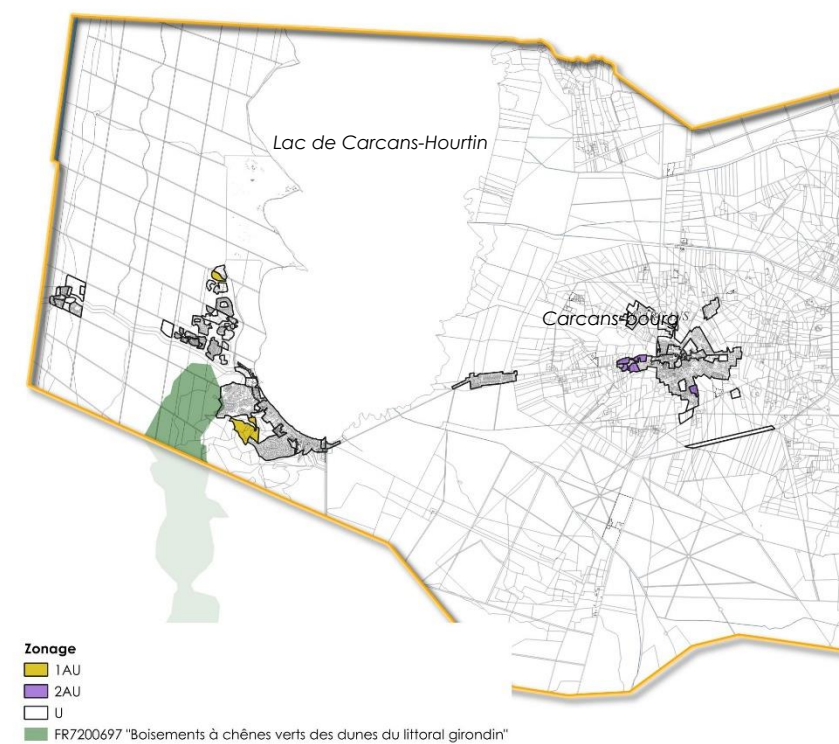 Lac de Carcans-Hourtin
Carcans-bourg
Zonage
1AU
2AU
U
FR7200697 "Boisements à chênes verts des dunes du littoral girondin"